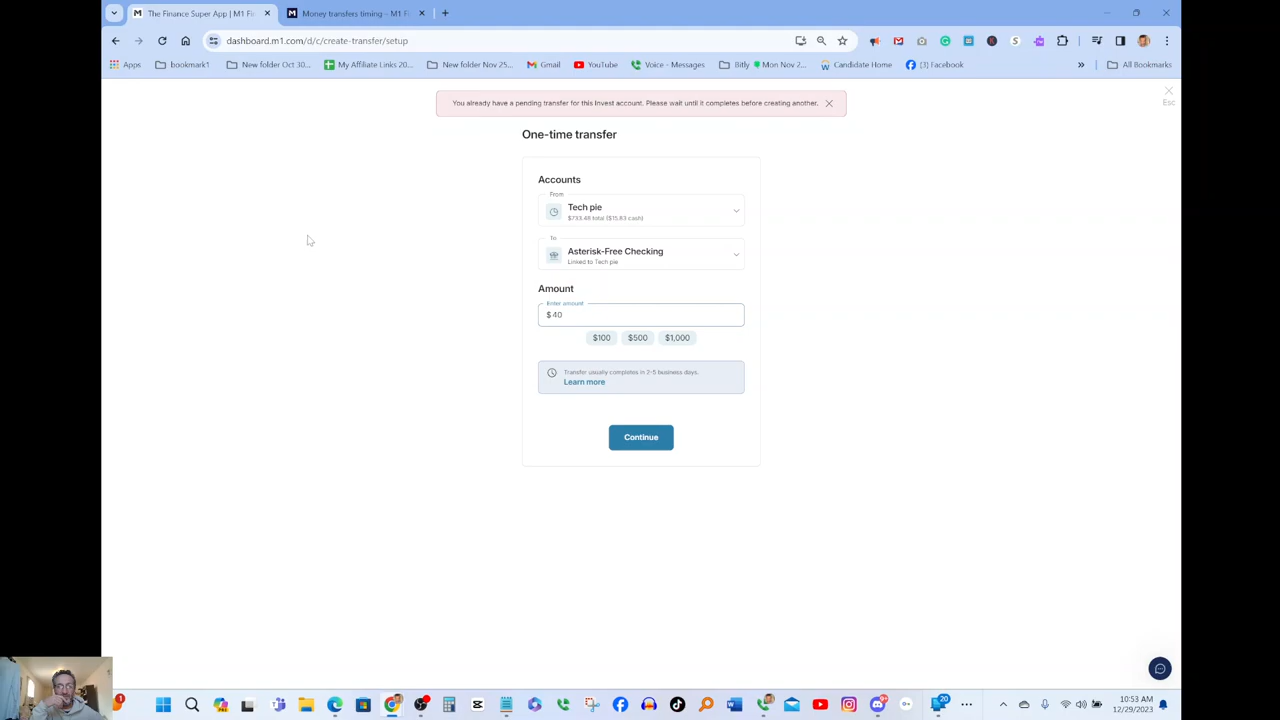 The Finance Super App | M1 F
Money transfers timing – M1 F
dashboard.m1.com/d/c/create-transfer/setup
Apps
bookmark1
New folder Oct 30...
My Affiliate Links 20...
New folder Nov 25...
Gmail
YouTube
Voice - Messages
Bitly
Mon Nov 2...
Candidate Home
(3) Facebook
»
All Bookmarks
You already have a pending transfer for this Invest account. Please wait until it completes before creating another.
Esc
One-time transfer
Accounts
From
Tech pie
$733.48 total ($15.83 cash)
To
Asterisk-Free Checking
Linked to Tech pie
Amount
Enter amount
$ 40
$100 $500 $1,000
Transfer usually completes in 2-5 business days.
Learn more
Continue
1
9+
20
10:53 AM
12/29/2023